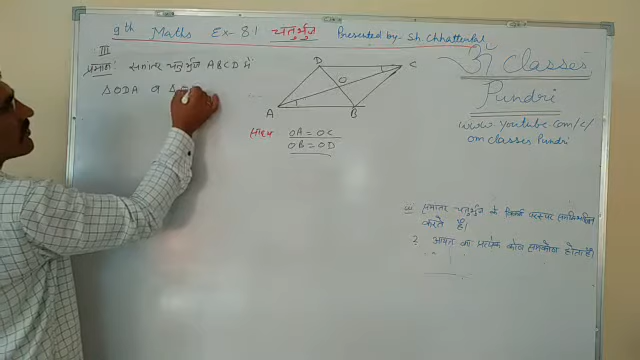 9th Maths Ex-8.1 चतुर्भुज Presented by- Sh. Chhattarlal
III
प्रमाण: समान्तर चतुर्भुज ABCD में
Δ ODA व Δ
D C
O
A B
साध्य OA = OC
OB = OD
ॐ classes
Pundri
www.youtube.com/c/
om classes Pundri
समान्तर चतुर्भुज के विकर्ण परस्पर समद्विभाजित
करते हैं।
2. आयत का प्रत्येक कोण समकोण होता है।